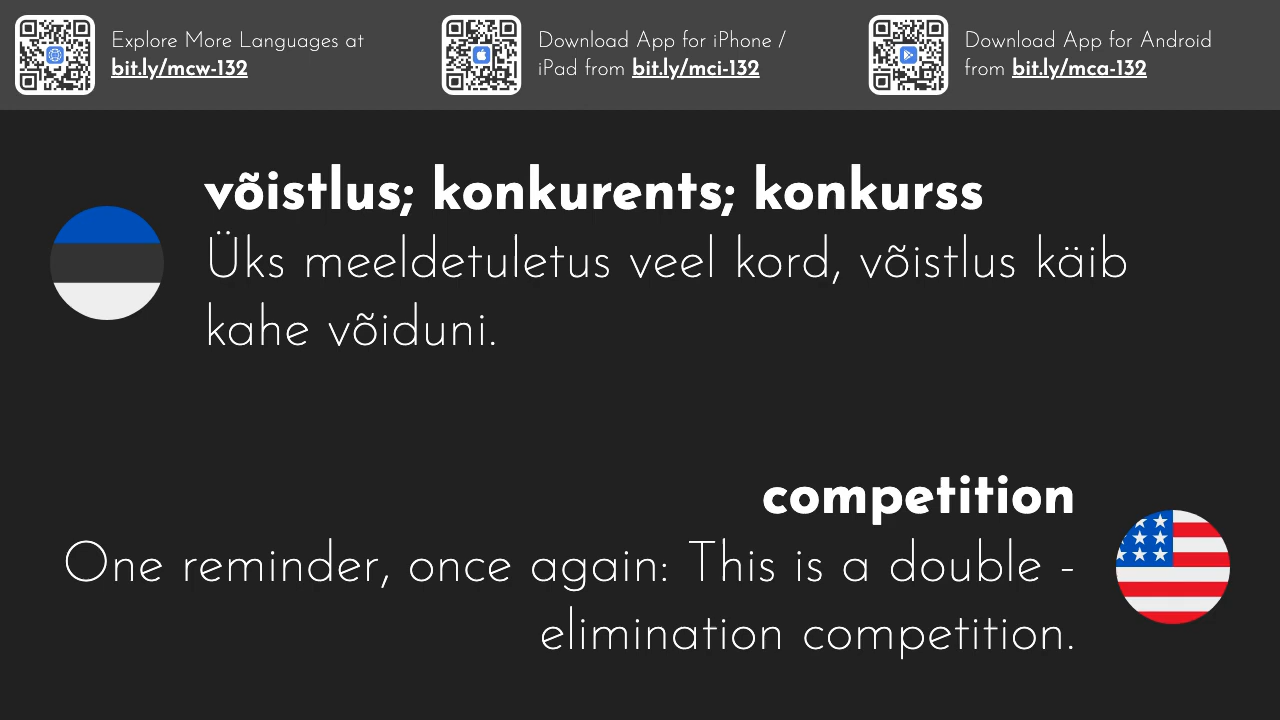 Explore More Languages at
bit.ly/mcw-132
Download App for iPhone /
iPad from bit.ly/mci-132
Download App for Android
from bit.ly/mca-132
võistlus; konkurents; konkurss
Üks meeldetuletus veel kord, võistlus käib
kahe võiduni.
competition
One reminder, once again: This is a double -
elimination competition.